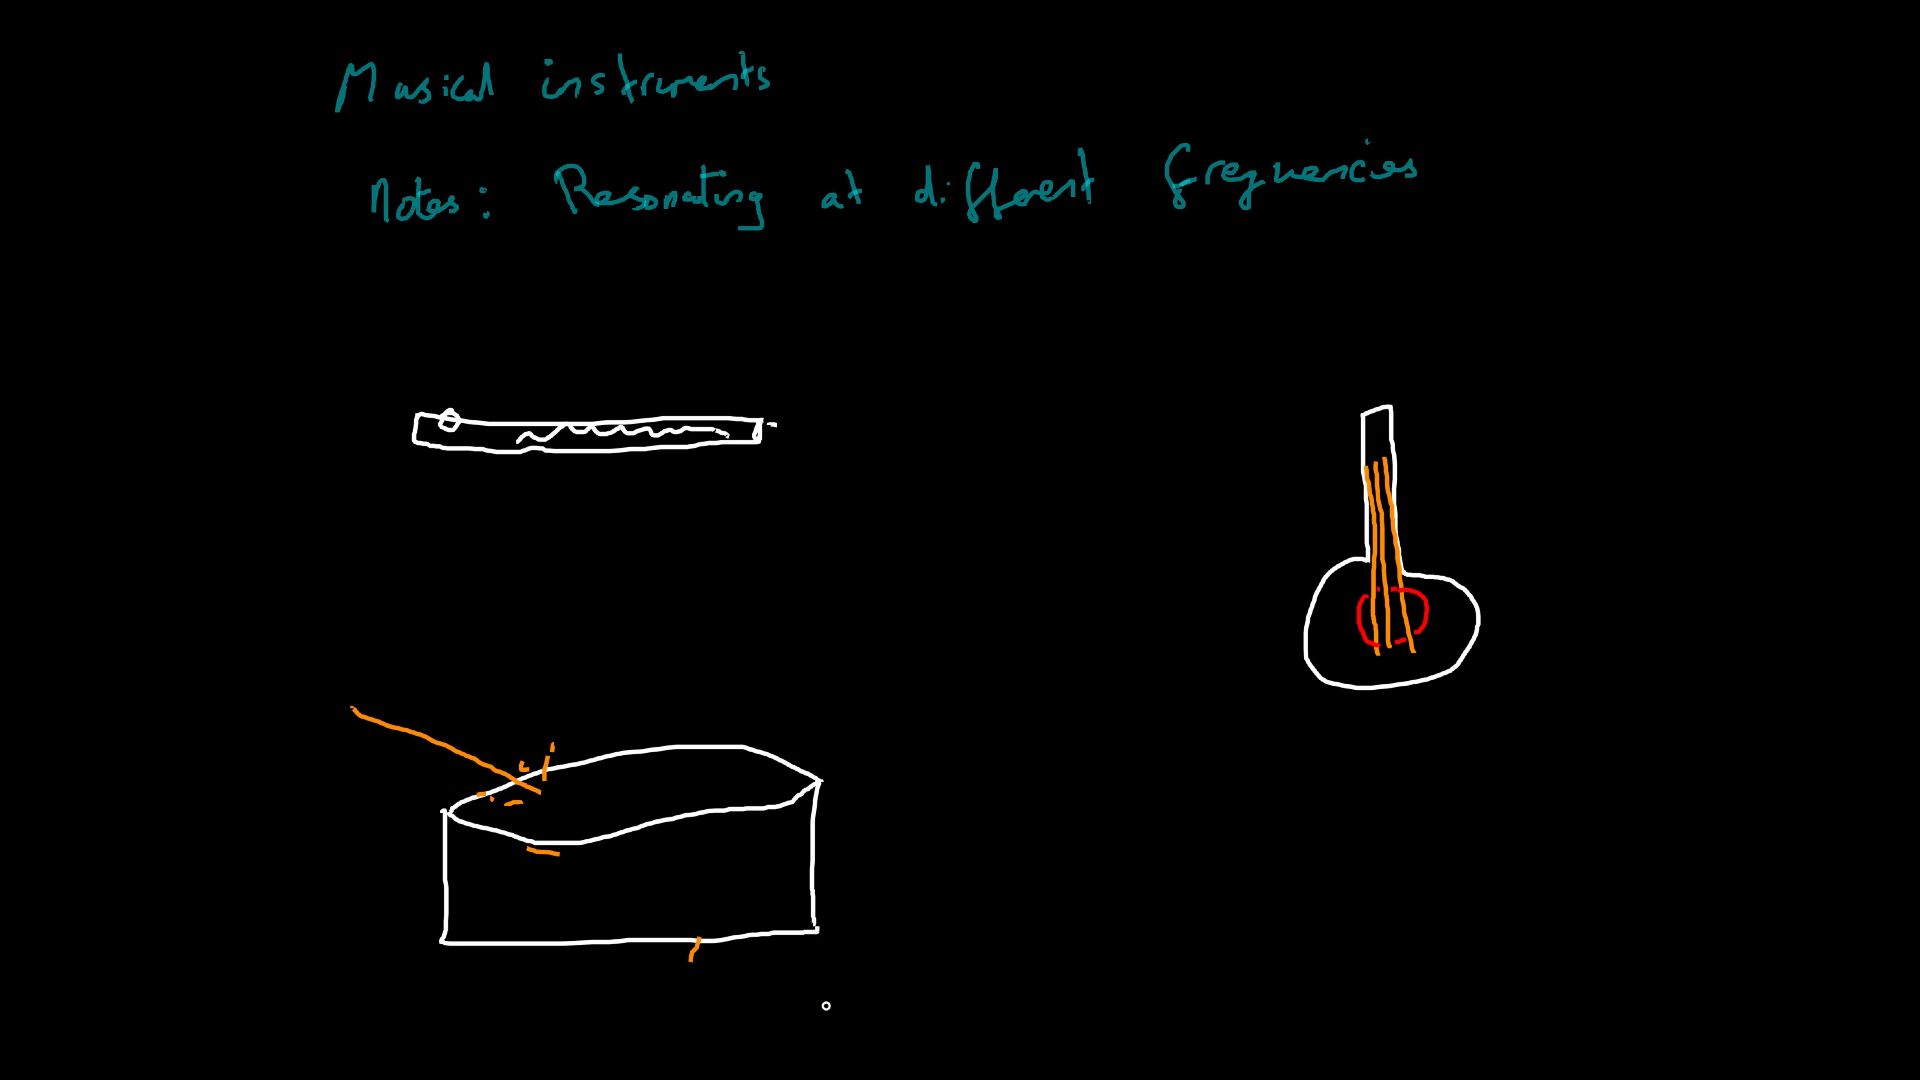 Musical instruments
Notes: Resonating at different frequencies